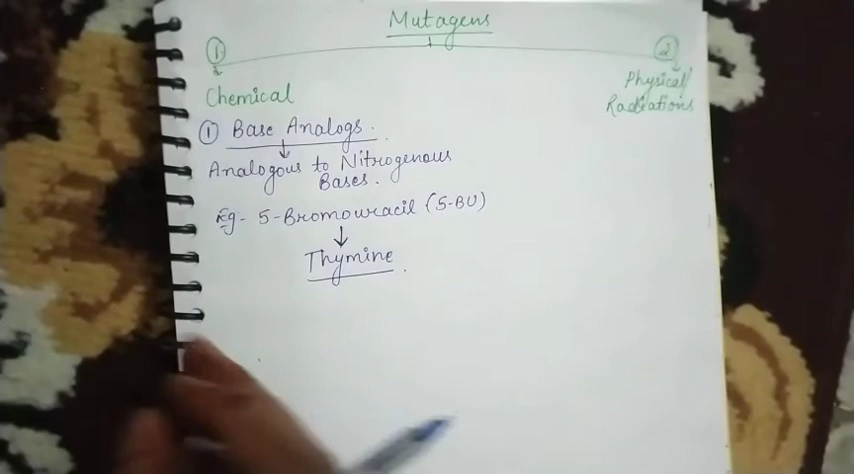 Mutagens
① ②
Chemical Physical/
Radiations
① Base Analogs.
Analogous to Nitrogenous
Bases.
Eg- 5-Bromouracil (5-BU)
Thymine.